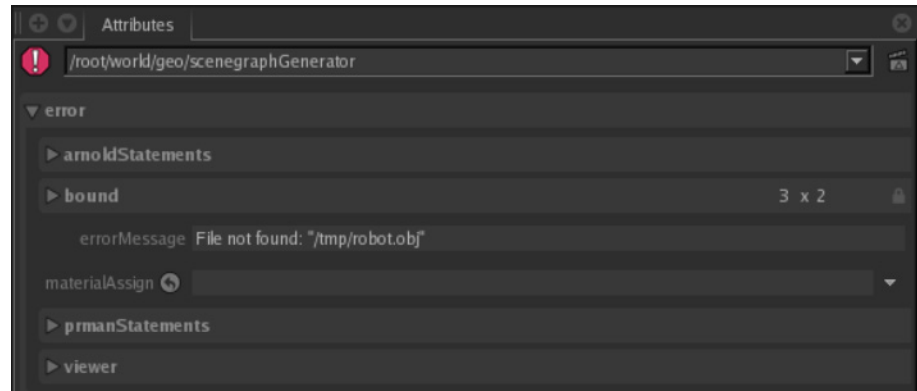 Attributes
/root/world/geo/scenegraphGenerator
error
arnoldStatements
bound 3 x 2
errorMessage File not found: "/tmp/robot.obj"
materialAssign
prmanStatements
viewer